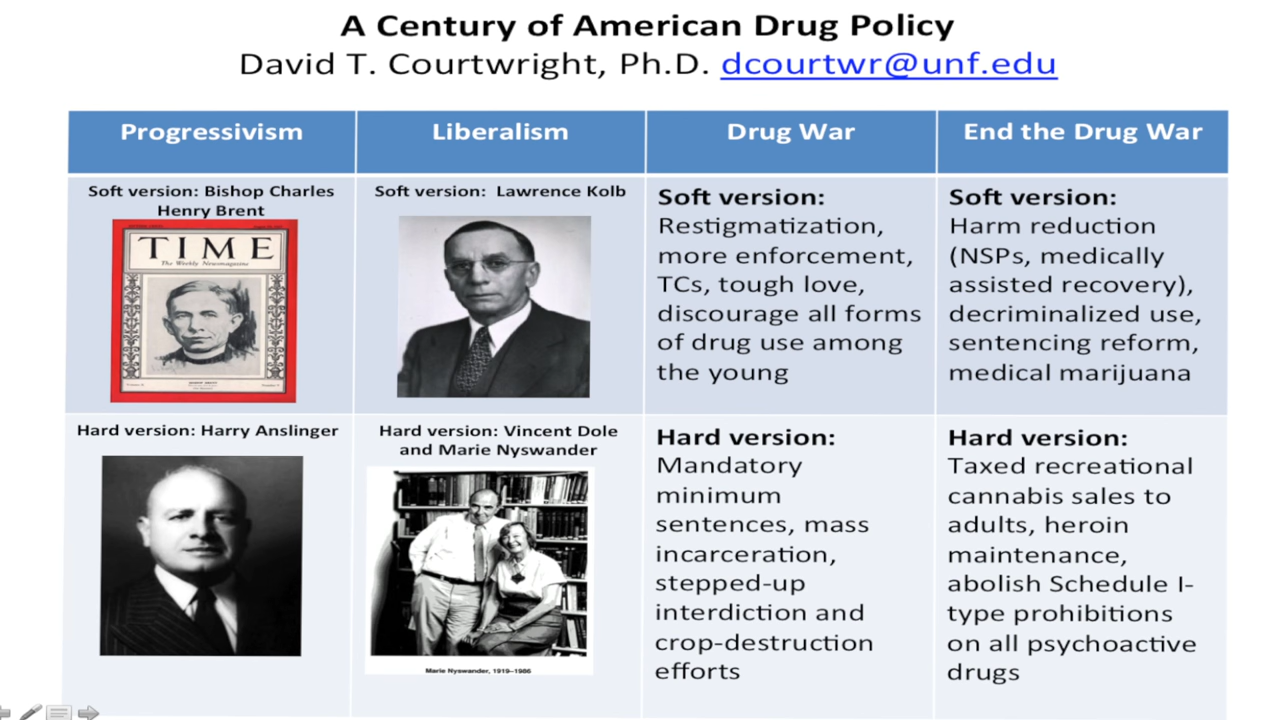 A Century of American Drug Policy
David T. Courtwright, Ph.D. dcourtwr@unf.edu
Progressivism
Liberalism
Drug War
End the Drug War
Soft version: Bishop Charles
Henry Brent
TIME
The Weekly Newsmagazine
Soft version:  Lawrence Kolb
Soft version:
Restigmatization,
more enforcement,
TCs, tough love,
discourage all forms
of drug use among
the young
Soft version:
Harm reduction
(NSPs, medically
assisted recovery),
decriminalized use,
sentencing reform,
medical marijuana
Hard version: Harry Anslinger
Hard version: Vincent Dole
and Marie Nyswander
Marie Nyswander, 1919–1986
Hard version:
Mandatory
minimum
sentences, mass
incarceration,
stepped-up
interdiction and
crop-destruction
efforts
Hard version:
Taxed recreational
cannabis sales to
adults, heroin
maintenance,
abolish Schedule I-
type prohibitions
on all psychoactive
drugs